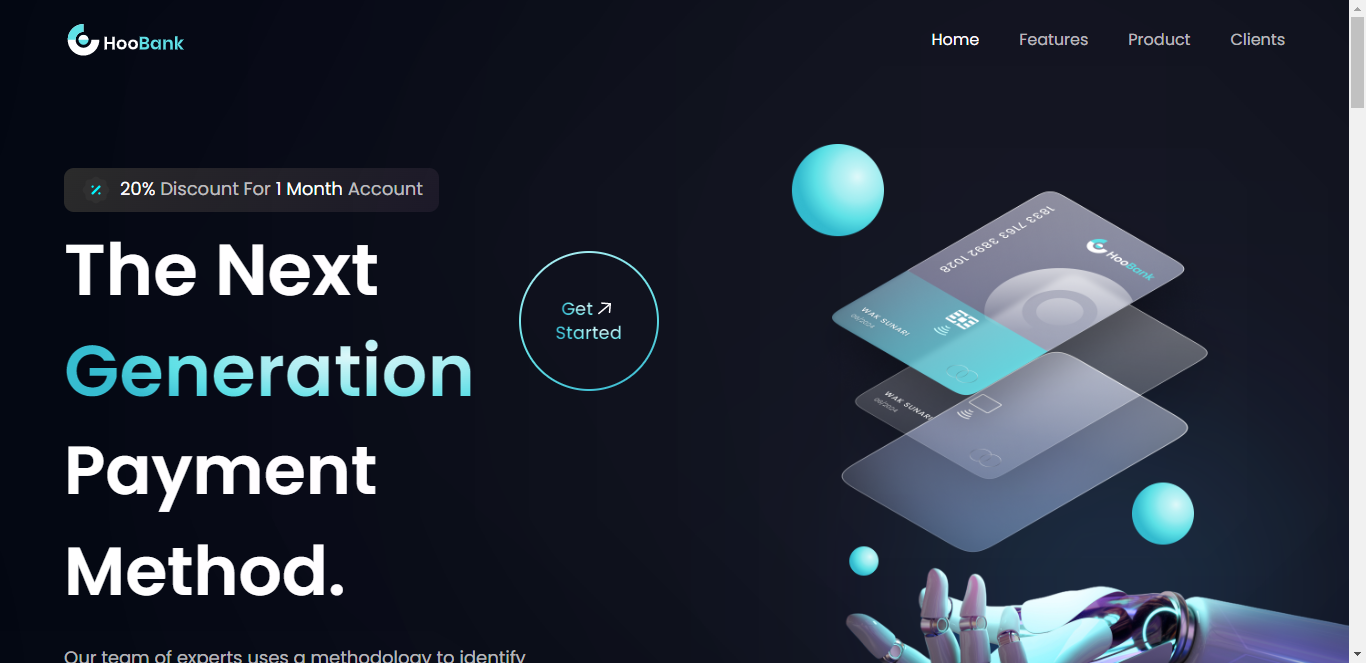 HooBank
Home
Features
Product
Clients
20% Discount For 1 Month Account
The Next
Generation
Payment
Method.
Get
Started
Our team of experts uses a methodology to identify
1833 7163 3892 1028
HooBank
WAK SUNARI
06/2024
WAK SUNARI
06/2024